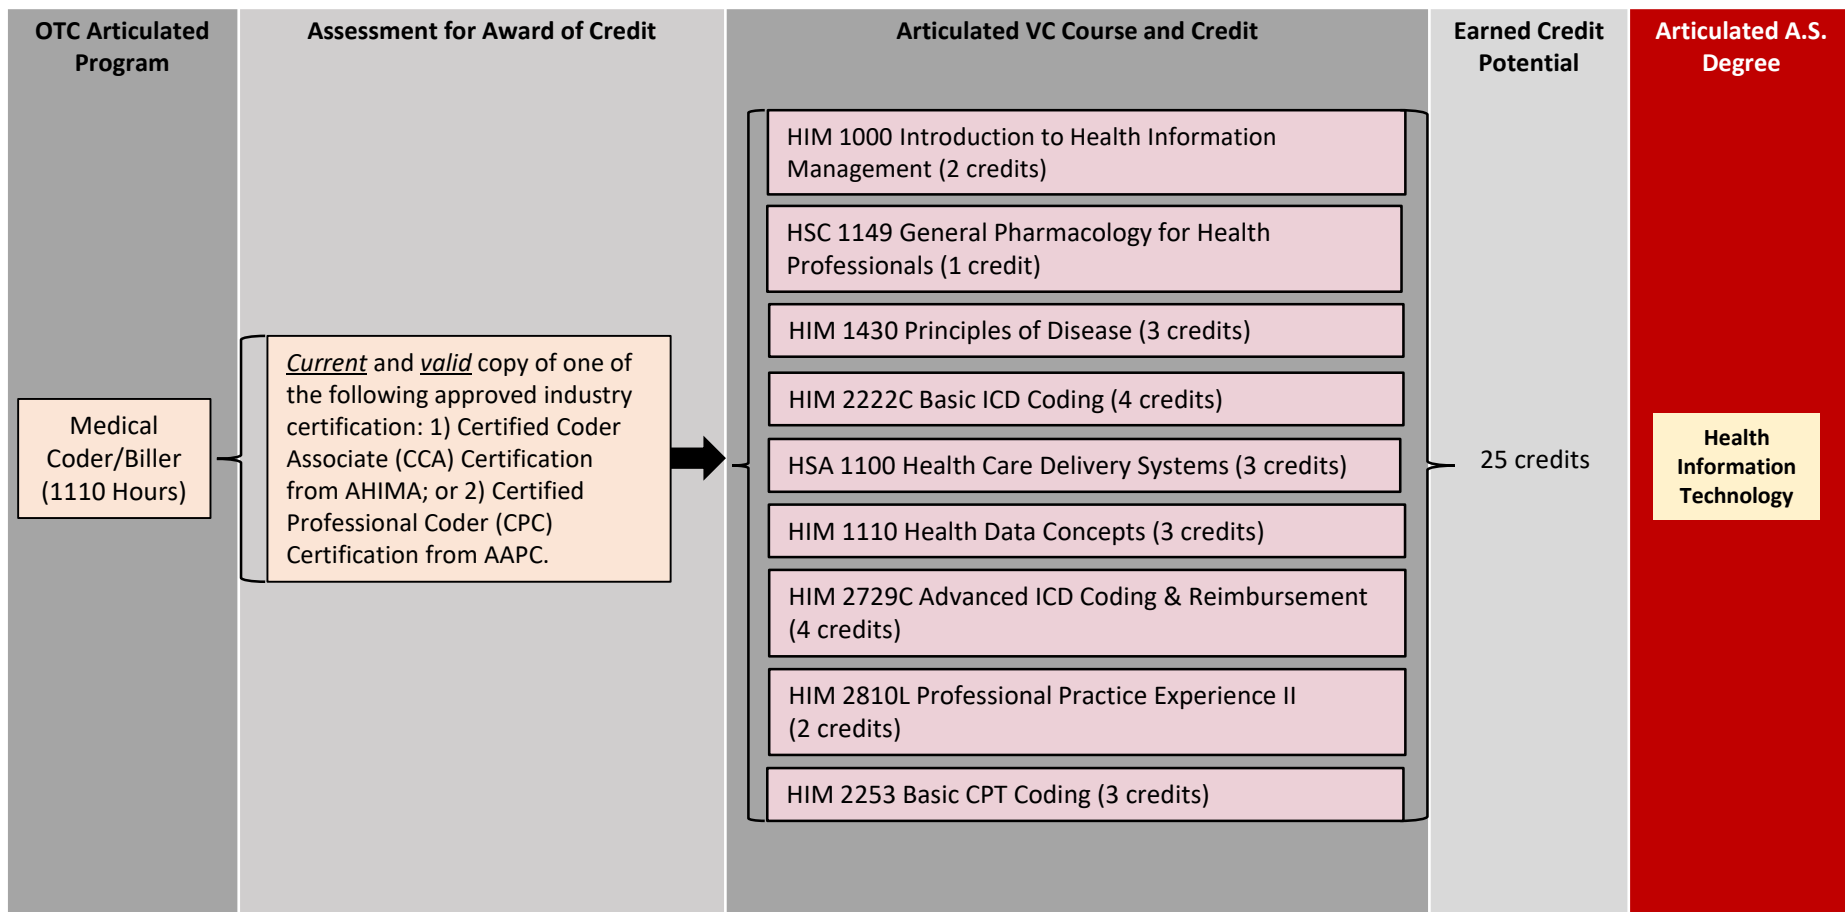 OTC Articulated
Program
Assessment for Award of Credit
Articulated VC Course and Credit
Earned Credit
Potential
Articulated A.S.
Degree
Medical
Coder/Biller
(1110 Hours)
Current and valid copy of one of
the following approved industry
certification: 1) Certified Coder
Associate (CCA) Certification
from AHIMA; or 2) Certified
Professional Coder (CPC)
Certification from AAPC.
HIM 1000 Introduction to Health Information
Management (2 credits)
HSC 1149 General Pharmacology for Health
Professionals (1 credit)
HIM 1430 Principles of Disease (3 credits)
HIM 2222C Basic ICD Coding (4 credits)
HSA 1100 Health Care Delivery Systems (3 credits)
HIM 1110 Health Data Concepts (3 credits)
HIM 2729C Advanced ICD Coding & Reimbursement
(4 credits)
HIM 2810L Professional Practice Experience II
(2 credits)
HIM 2253 Basic CPT Coding (3 credits)
25 credits
Health
Information
Technology